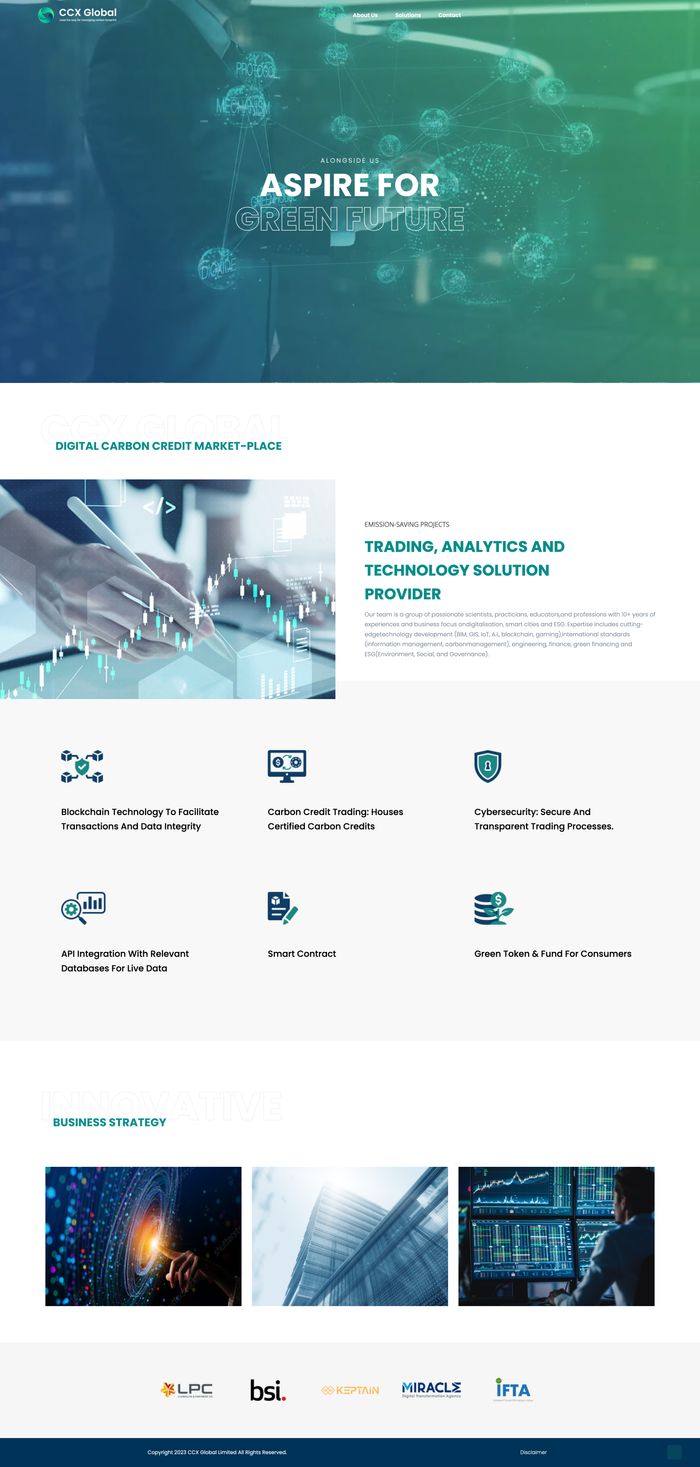 CCX Global
Home About Us Solutions Contact
PROTOCOL
MECHANISM
ALONGSIDE US
ASPIRE FOR
GREEN FUTURE
DIOXIDE
CCX GLOBAL
DIGITAL CARBON CREDIT MARKET-PLACE
</>
EMISSION-SAVING PROJECTS
TRADING, ANALYTICS AND
TECHNOLOGY SOLUTION
PROVIDER
Our team is a group of passionate scientists, practicians, educators,and professions with 10+ years of
experiences and business focus ondigitalisation, smart cities and ESG. Expertise includes cutting-
edgetechnology development (BIM, GIS, IoT, A.I., blockchain, gaming),international standards
(information management, carbonmanagement), engineering, finance, green financing and
ESG(Environment, Social, and Governance).
Blockchain Technology To Facilitate
Transactions And Data Integrity
Carbon Credit Trading: Houses
Certified Carbon Credits
Cybersecurity: Secure And
Transparent Trading Processes.
API Integration With Relevant
Databases For Live Data
Smart Contract
Green Token & Fund For Consumers
INNOVATIVE
BUSINESS STRATEGY
LPC
bsi.
KEPTAIN
MIRACLE
Digital Transformation Agency
iFTA
Copyright 2023 CCX Global Limited All Rights Reserved.
Disclaimer